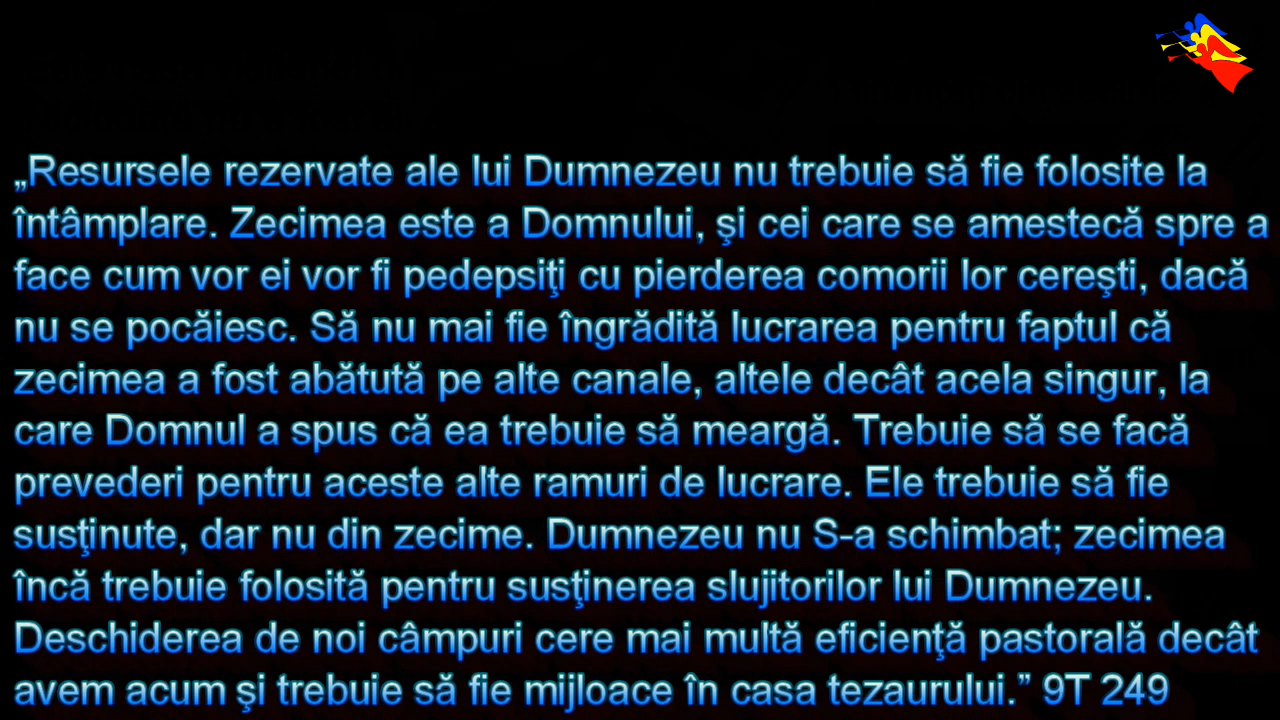 „Resursele rezervate ale lui Dumnezeu nu trebuie să fie folosite la
întâmplare. Zecimea este a Domnului, şi cei care se amestecă spre a
face cum vor ei vor fi pedepsiţi cu pierderea comorii lor cereşti, dacă
nu se pocăiesc. Să nu mai fie îngrădită lucrarea pentru faptul că
zecimea a fost abătută pe alte canale, altele decât acela singur, la
care Domnul a spus că ea trebuie să meargă. Trebuie să se facă
prevederi pentru aceste alte ramuri de lucrare. Ele trebuie să fie
susţinute, dar nu din zecime. Dumnezeu nu S-a schimbat; zecimea
încă trebuie folosită pentru susţinerea slujitorilor lui Dumnezeu.
Deschiderea de noi câmpuri cere mai multă eficienţă pastorală decât
avem acum şi trebuie să fie mijloace în casa tezaurului.” 9T 249